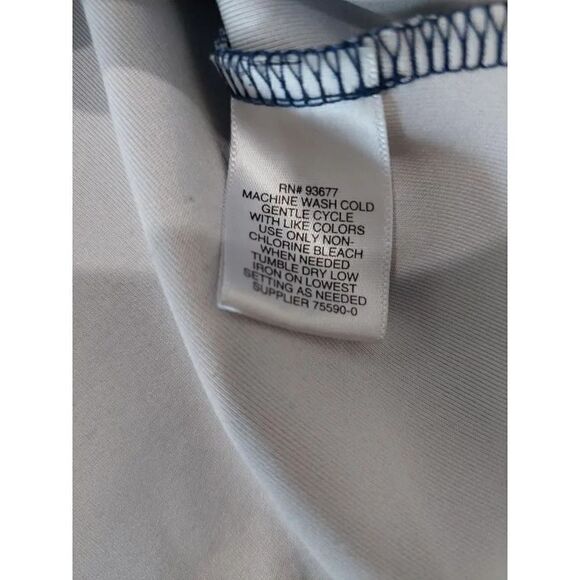 RN# 93677
MACHINE WASH COLD
GENTLE CYCLE
WITH LIKE COLORS
USE ONLY NON-
CHLORINE BLEACH
WHEN NEEDED
TUMBLE DRY LOW
IRON ON LOWEST
SETTING AS NEEDED
SUPPLIER 75590-0